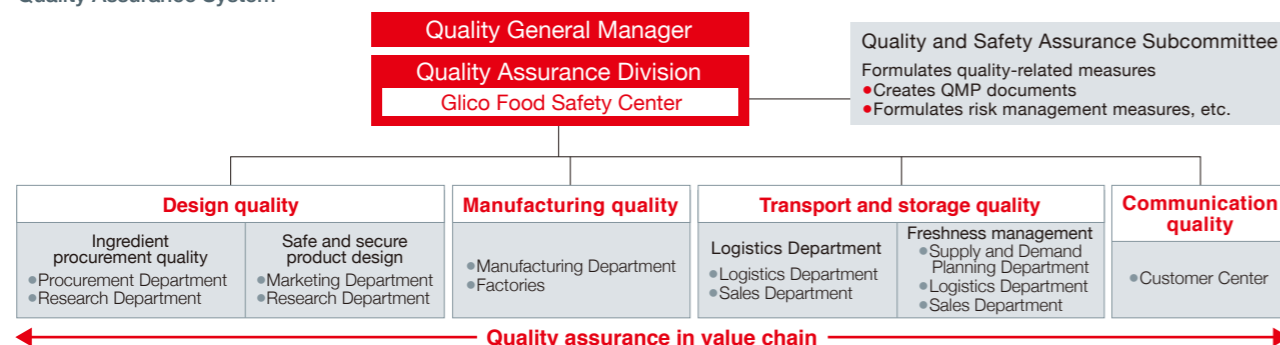 Quality Assurance System
Quality General Manager
Quality Assurance Division
Glico Food Safety Center
Quality and Safety Assurance Subcommittee
Formulates quality-related measures
●Creates QMP documents
●Formulates risk management measures, etc.
Design quality
Ingredient
procurement quality
●Procurement Department
●Research Department
Safe and secure
product design
●Marketing Department
●Research Department
Manufacturing quality
●Manufacturing Department
●Factories
Transport and storage quality
Logistics Department
●Logistics Department
●Sales Department
Freshness management
●Supply and Demand
Planning Department
●Logistics Department
●Sales Department
Communication
quality
●Customer Center
Quality assurance in value chain